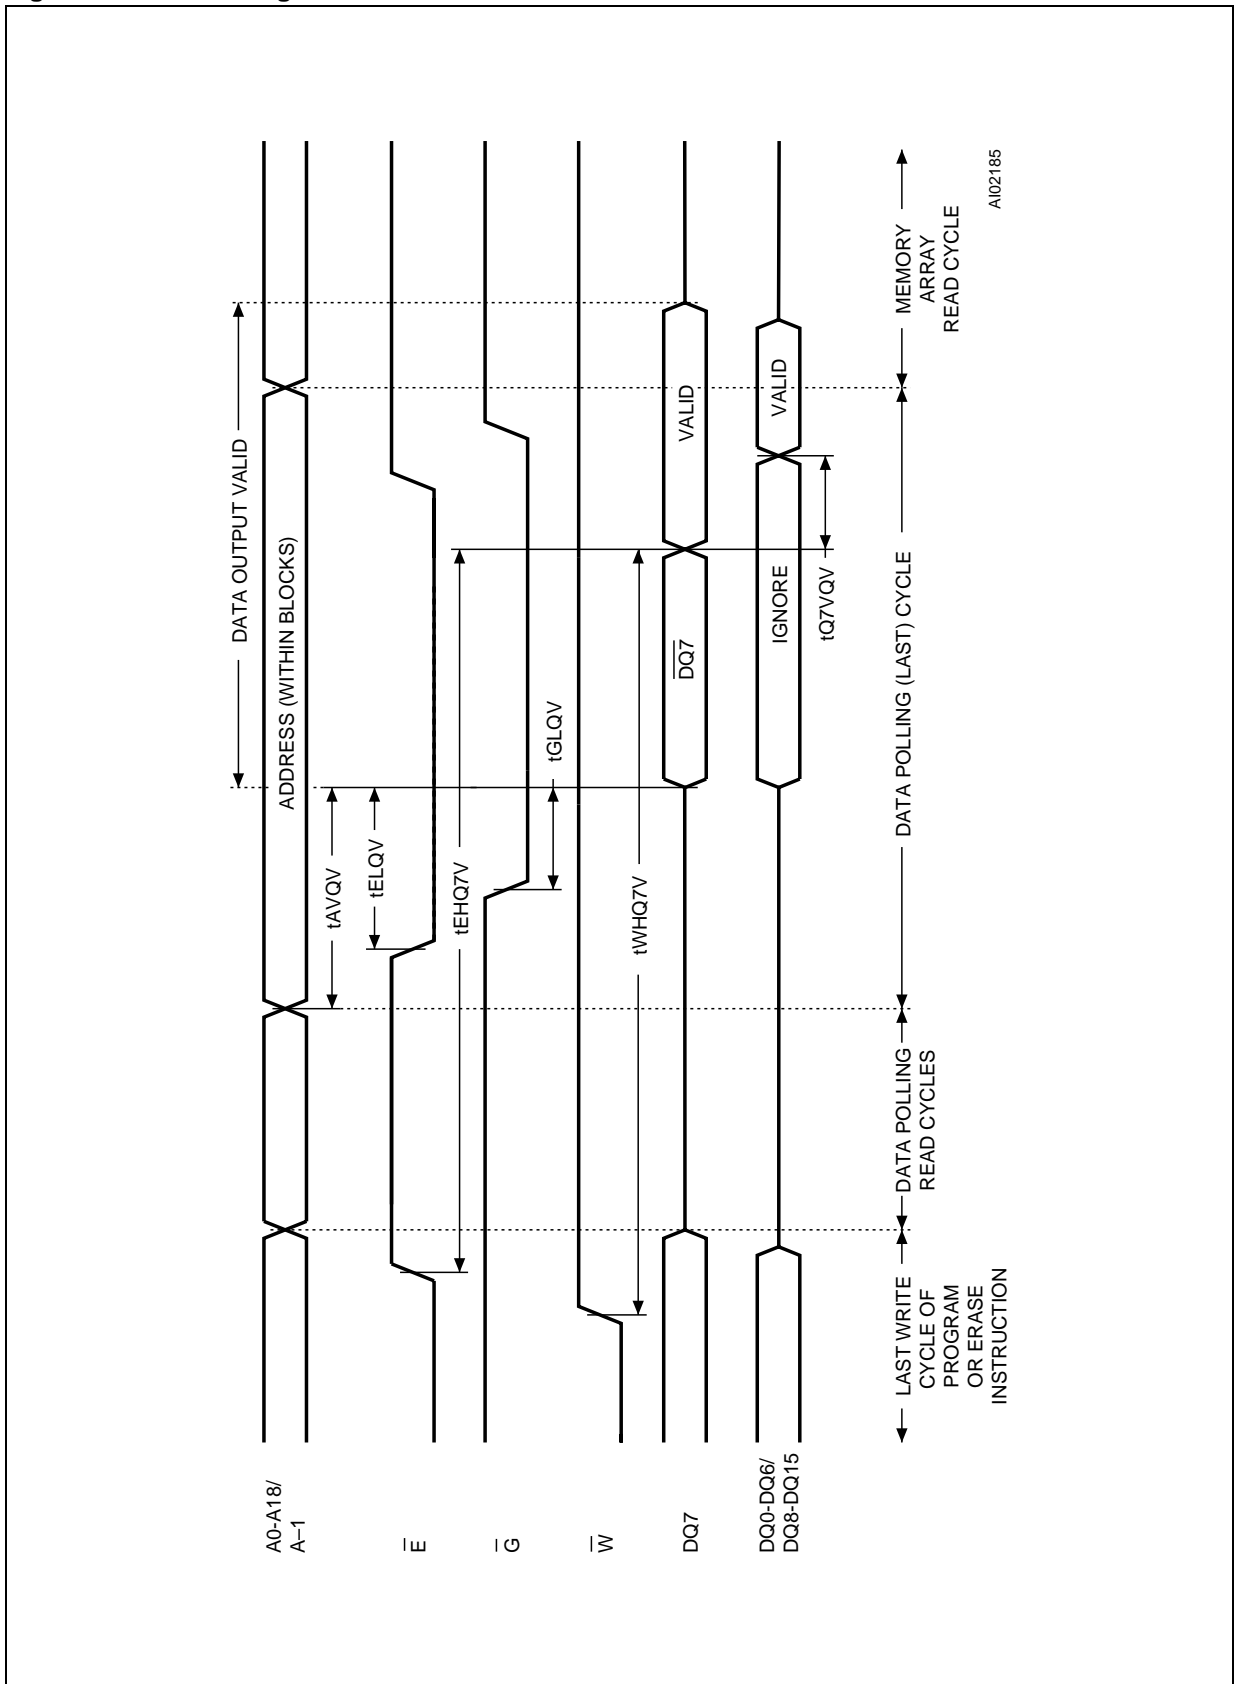 A0-A18/
A–1
E
G
W
DQ7
DQ0-DQ6/
DQ8-DQ15
DATA OUTPUT VALID
ADDRESS (WITHIN BLOCKS)
tAVQV
tELQV
tEHQ7V
tGLQV
tWHQ7V
DQ7
VALID
IGNORE
VALID
tQ7VQV
LAST WRITE
CYCLE OF
PROGRAM
OR ERASE
INSTRUCTION
DATA POLLING
READ CYCLES
DATA POLLING (LAST) CYCLE
MEMORY
ARRAY
READ CYCLE
AI02185